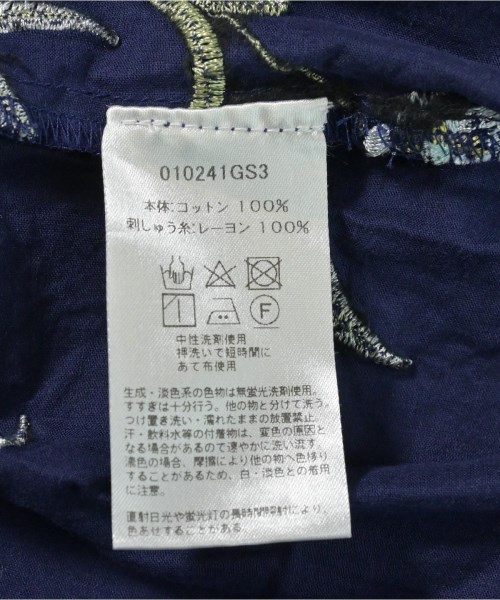 010241GS3
本体:コットン 100%
刺しゅう糸:レーヨン 100%
F
中性洗剤使用
押洗いで短時間に
あて布使用
生成・淡色系の色物は無蛍光洗剤使用。
すすぎは十分行う。他の物と分けて洗う。
つけ置き洗い・濡れたままの放置禁止
汗・飲料水等の付着物は、変色の原因と
なる場合があるので速やかに洗い流す。
濃色の場合、摩擦により他の物へ色移り
することがあるため、白・淡色との着用
に注意。
直射日光や蛍光灯の長時間照射により、
色あせすることがある。